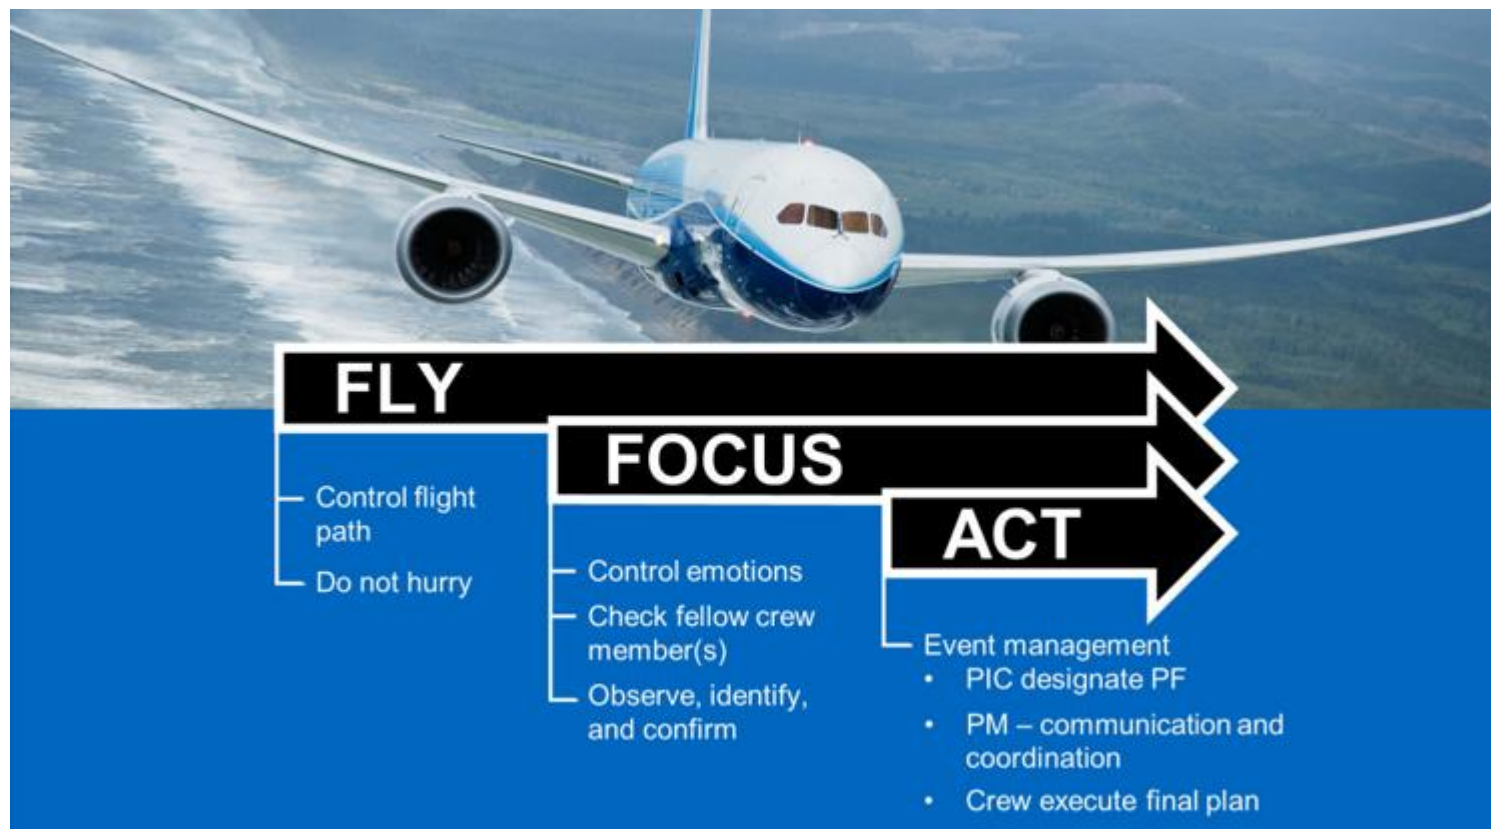 FLY
Control flight
path
Do not hurry
FOCUS
Control emotions
Check fellow crew
member(s)
Observe, identify,
and confirm
ACT
Event management
• PIC designate PF
• PM – communication and
coordination
• Crew execute final plan